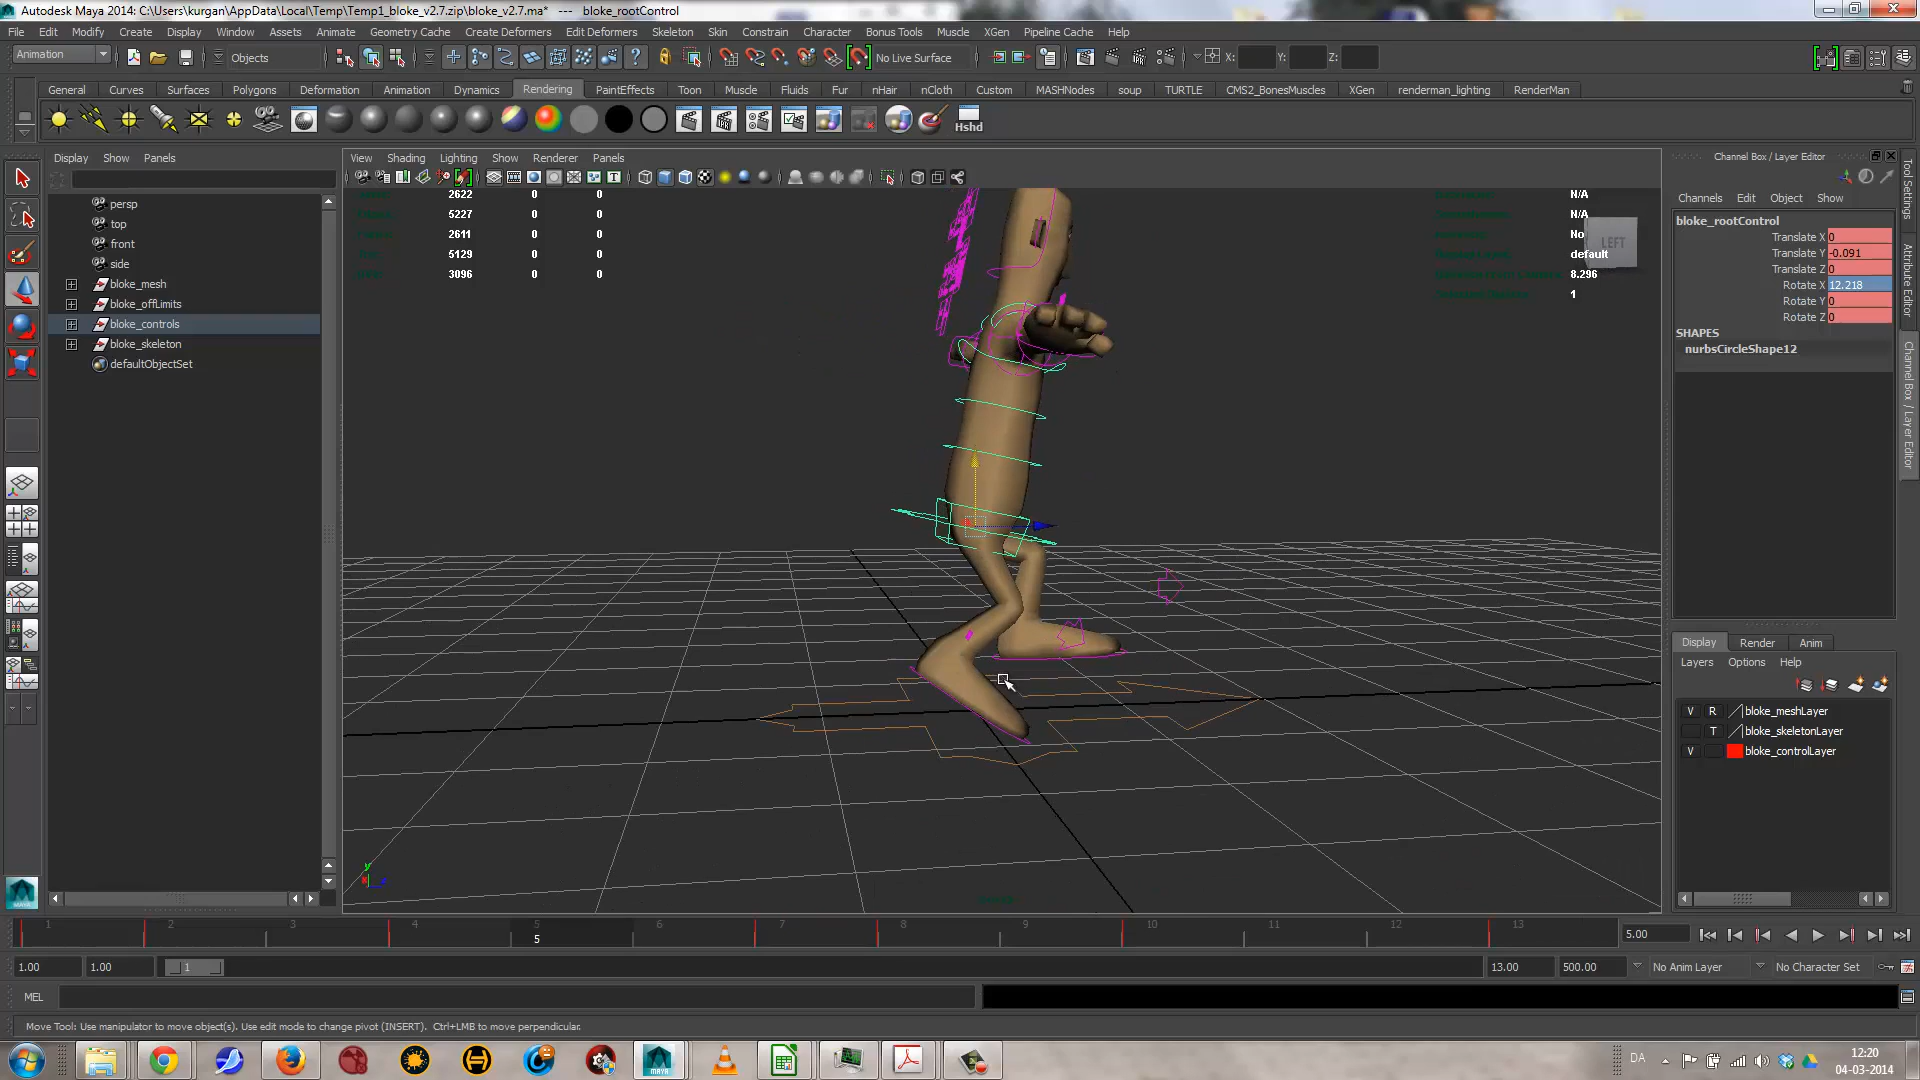 Autodesk Maya 2014: C:\Users\kurgan\AppData\Local\Temp\Temp1_bloke_v2.7.zip\bloke_v2.7.ma* --- bloke_rootControl
File Edit Modify Create Display Window Assets Animate Geometry Cache Create Deformers Edit Deformers Skeleton Skin Constrain Character Bonus Tools Muscle XGen Pipeline Cache Help
Animation Objects No Live Surface X: Y: Z:
General Curves Surfaces Polygons Deformation Animation Dynamics Rendering PaintEffects Toon Muscle Fluids Fur nHair nCloth Custom MASHNodes soup TURTLE CMS2_BonesMuscles XGen renderman_lighting RenderMan
Hshd
Display Show Panels
View Shading Lighting Show Renderer Panels
Channel Box / Layer Editor
persp
top
front
side
bloke_mesh
bloke_offLimits
bloke_controls
bloke_skeleton
defaultObjectSet
2622 0 0
5227 0 0
2611 0 0
5129 0 0
3096 0 0
N/A
N/A
No
default
8.296
1
LEFT
Channels Edit Object Show
bloke_rootControl
Translate X 0
Translate Y -0.091
Translate Z 0
Rotate X 12.218
Rotate Y 0
Rotate Z 0
SHAPES
nurbsCircleShape12
Tool Settings
Attribute Editor
Channel Box / Layer Editor
Display Render Anim
Layers Options Help
V R bloke_meshLayer
T bloke_skeletonLayer
V bloke_controlLayer
y
x
z
1 2 3 4 5 6 7 8 9 10 11 12 13
5.00
1.00 1.00 1 13.00 500.00 No Anim Layer No Character Set
MEL
Move Tool: Use manipulator to move object(s). Use edit mode to change pivot (INSERT). Ctrl+LMB to move perpendicular.
DA
12:20
04-03-2014